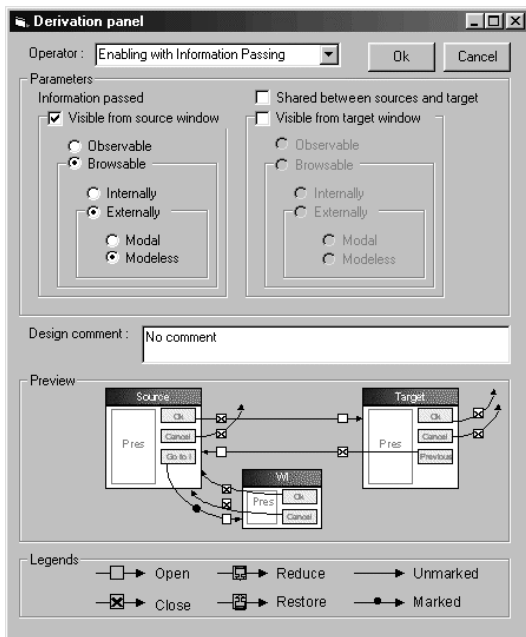 Derivation panel
Operator : Enabling with Information Passing Ok Cancel
Parameters
Information passed Shared between sources and target
Visible from source window Visible from target window
Observable Observable
Browsable Browsable
Internally Internally
Externally Externally
Modal Modal
Modeless Modeless
Design comment : No comment
Preview
Source Target
Ok Ok
Pres Cancel Pres Cancel
Go to I Previous
WI
Pres Ok
Cancel
Legends
Open Reduce Unmarked
Close Restore Marked